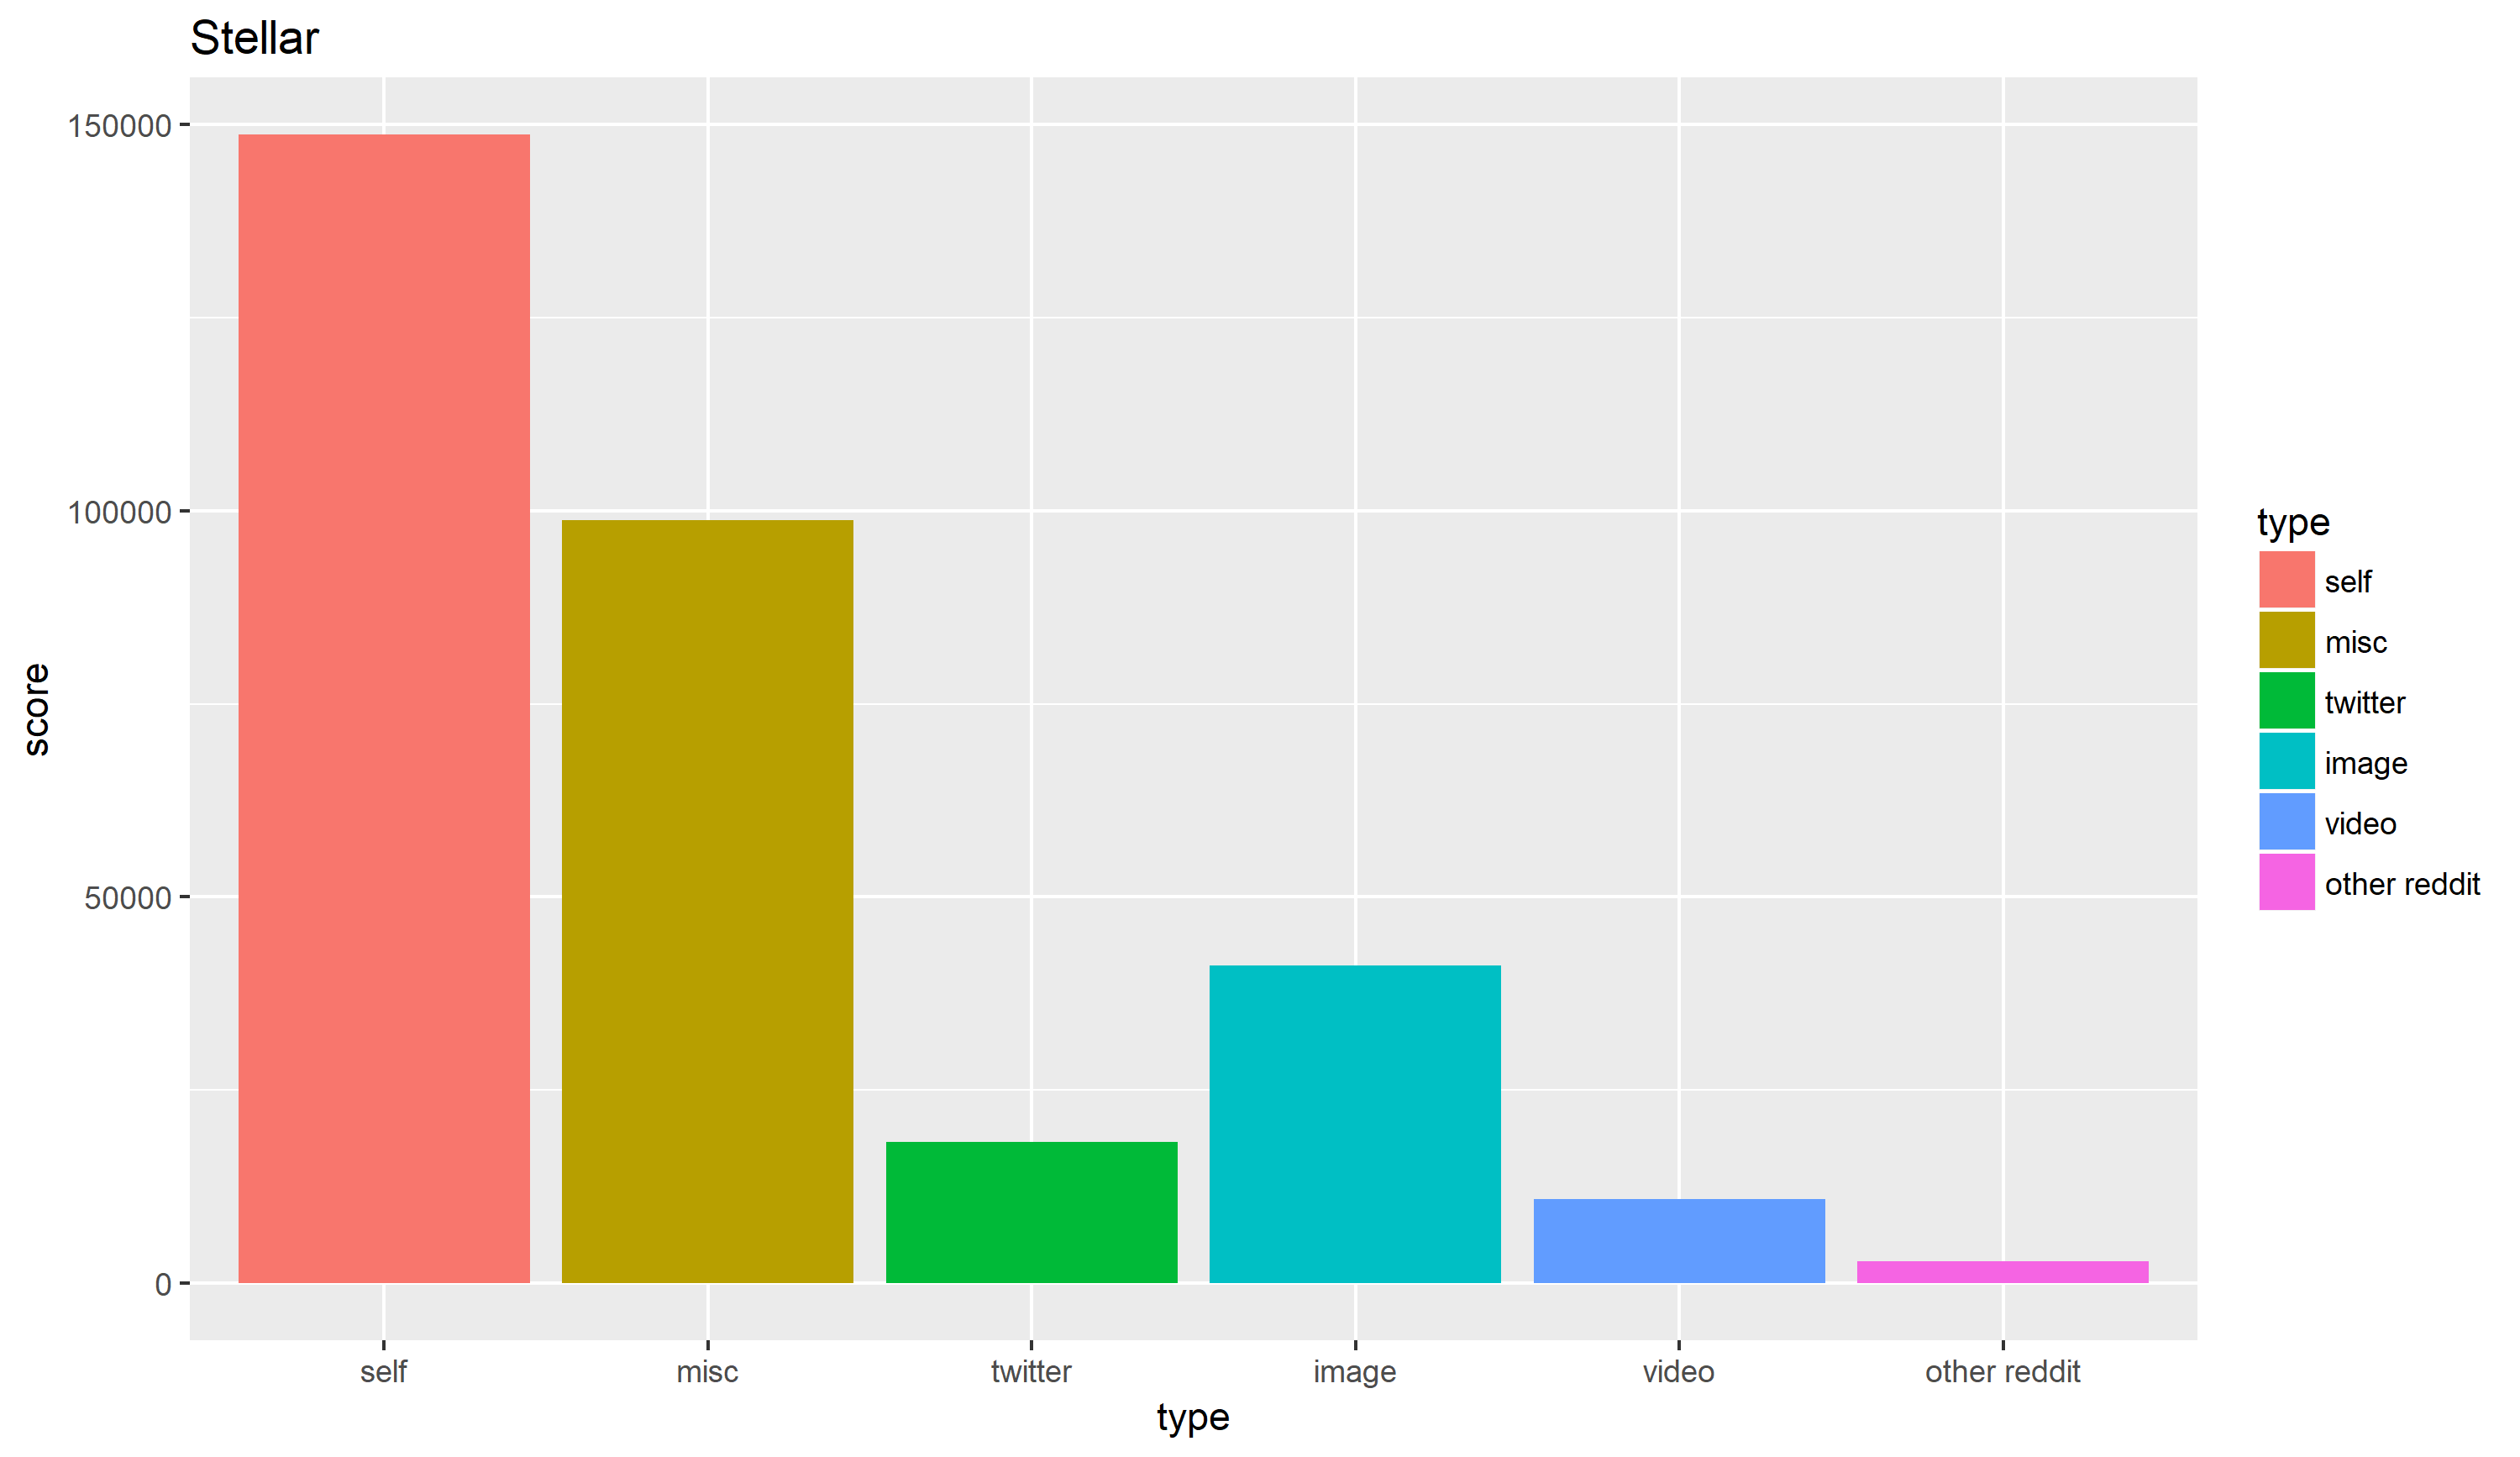 Stellar
150000
100000
50000
0
score
self
misc
twitter
image
video
other reddit
type
type
self
misc
twitter
image
video
other reddit